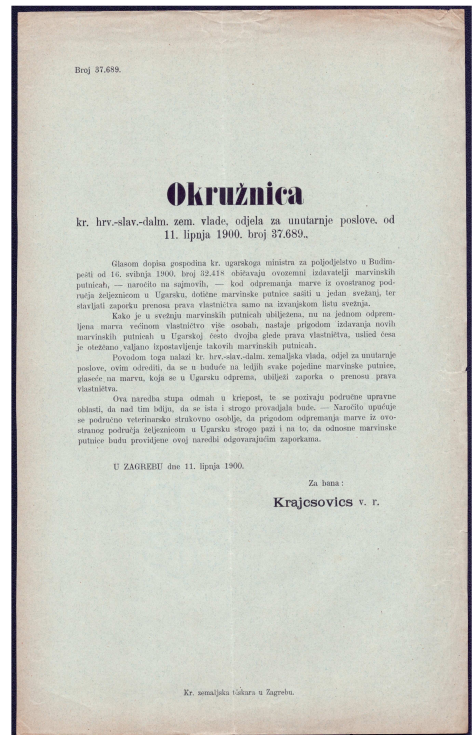 Broj 37.689.
Okružnica
kr. hrv.-slav.-dalm. zem. vlade, odjela za unutarnje poslove, od
11. lipnja 1900. broj 37.689..
Glasom dopisa gospodina kr. ugarskoga ministra za poljodjelstvo u Budim-
pešti od 16. svibnja 1900. broj 32.418 običavaju ovozemni izdavatelji marvinskih
putnicah, — naročito na sajmovih, — kod odpremanja marve iz ovostranog pod-
ručja željeznicom u Ugarsku, dotične marvinske putnice sašiti u jedan svežanj, ter
stavljati zaporku prenosa prava vlastnitva samo na izvanjskom listu svežnja.
Kako je u svežnju marvinskih putnicah ubilježena, nu na jednom odprem-
ljena marva većinom vlastničtvo više osobah, nastaje prigodom izdavanja novih
marvinskih putnicah u Ugarskoj često dvojba glede prava vlastničtva, uslied česa
je otežčano valjano izpostavljenje takovih marvinskih putnicah.
Povodom toga nalazi kr. hrv.-slav.-dalm. zemaljska vlada, odjel za unutarnje
poslove, ovim odrediti, da se u buduće na ledjih svake pojedine marvinske putnice,
glaseće na marvu, koja se u Ugarsku odprema, ubilježi zaporka o prenosu prava
vlastničtva.
Ova naredba stupa odmah u kriepost, te se pozivaju područne upravne
oblasti, da nad tim bdiju, da se ista i strogo provadjala bude. — Naročito upućuje
se područno veterinarsko strukovno osoblje, da prigodom odpremanja marve iz ovo-
stranog područja željeznicom u Ugarsku strogo pazi i na to, da odnosne marvinske
putnice budu providjene ovoj naredbi odgovarajućim zaporkama.
U ZAGREBU dne 11. lipnja 1900.
Za bana:
Krajcsovics v. r.
Kr. zemaljska tiskara u Zagrebu.